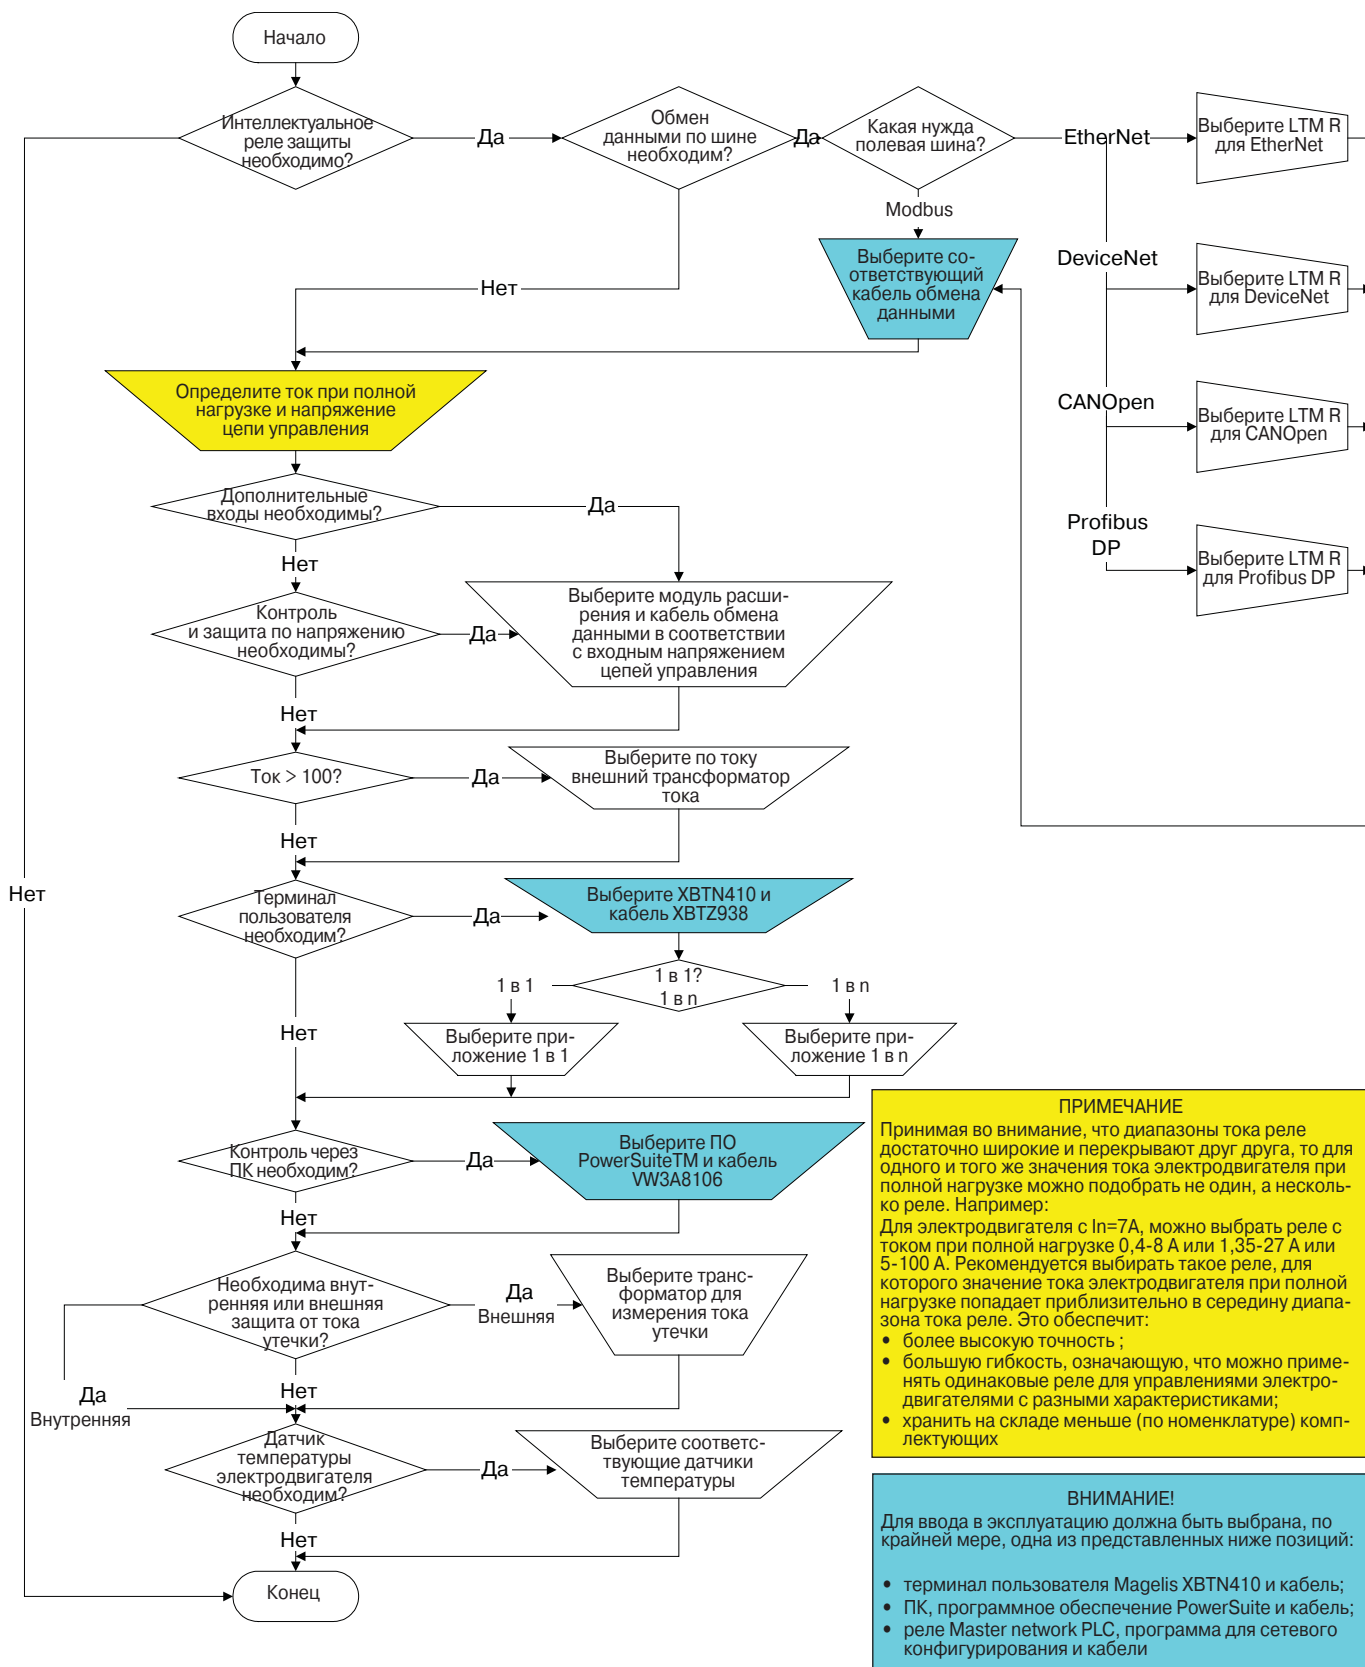 Начало
Интеллектуальное
реле защиты
необходимо?
Да
Обмен
данными по шине
необходим?
Да
Какая нужда
полевая шина?
EtherNet
Выберите LTM R
для EtherNet
Modbus
Выберите со-
ответствующий
кабель обмена
данными
DeviceNet
Выберите LTM R
для DeviceNet
Нет
CANOpen
Выберите LTM R
для CANOpen
Profibus
DP
Выберите LTM R
для Profibus DP
Определите ток при полной
нагрузке и напряжение
цепи управления
Дополнительные
входы необходимы?
Да
Нет
Контроль
и защита по напряжению
необходимы?
Да
Выберите модуль расши-
рения и кабель обмена
данными в соответствии
с входным напряжением
цепей управления
Нет
Ток > 100?
Да
Выберите по току
внешний трансформатор
тока
Нет
Нет
Терминал
пользователя
необходим?
Да
Выберите XBTN410 и
кабель XBTZ938
1 в 1?
1 в n
1 в 1
1 в n
Выберите при-
ложение 1 в 1
Выберите при-
ложение 1 в n
Нет
Контроль через
ПК необходим?
Да
Выберите ПО
PowerSuiteTM и кабель
VW3A8106
Нет
Необходима внут-
ренняя или внешняя
защита от тока
утечки?
Да
Внешняя
Выберите транс-
форматор для
измерения тока
утечки
Да
Внутренняя
Нет
Датчик
температуры
электродвигателя
необходим?
Да
Выберите соответс-
твующие датчики
температуры
Нет
Конец
ПРИМЕЧАНИЕ
Принимая во внимание, что диапазоны тока реле
достаточно широкие и перекрывают друг друга, то для
одного и того же значения тока электродвигателя при
полной нагрузке можно подобрать не один, а несколь-
ко реле. Например:
Для электродвигателя с In=7A, можно выбрать реле с
током при полной нагрузке 0,4-8 А или 1,35-27 А или
5-100 А. Рекомендуется выбирать такое реле, для
которого значение тока электродвигателя при полной
нагрузке попадает приблизительно в середину диапа-
зона тока реле. Это обеспечит:
• более высокую точность ;
• большую гибкость, означающую, что можно приме-
нять одинаковые реле для управлениями электро-
двигателями с разными характеристиками;
• хранить на складе меньше (по номенклатуре) комп-
лектующих
ВНИМАНИЕ!
Для ввода в эксплуатацию должна быть выбрана, по
крайней мере, одна из представленных ниже позиций:
• терминал пользователя Magelis XBTN410 и кабель;
• ПК, программное обеспечение PowerSuite и кабель;
• реле Master network PLC, программа для сетевого
конфигурирования и кабели